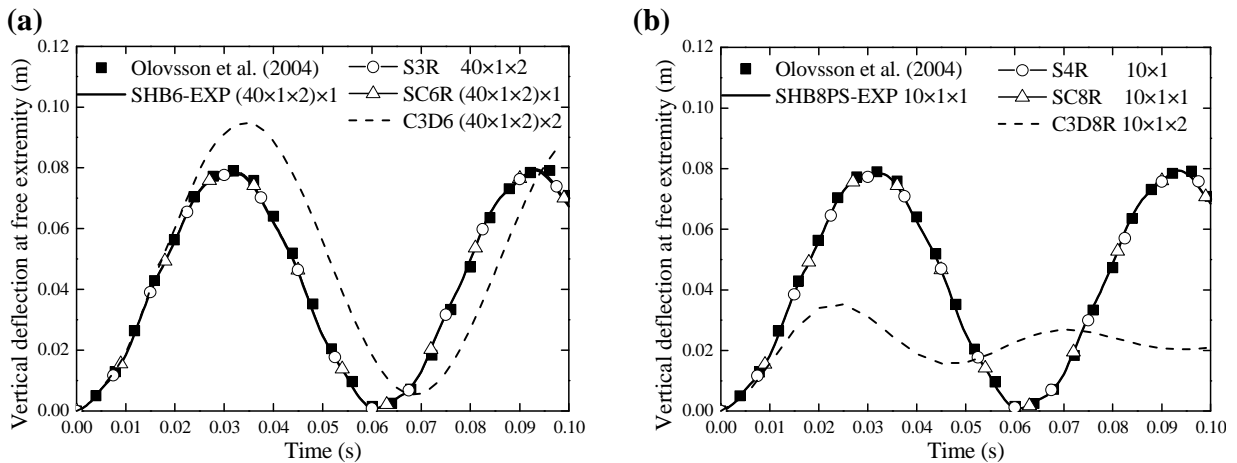 (a)
Vertical deflection at free extremity (m)
0.12
0.10
0.08
0.06
0.04
0.02
0.00
Olovsson et al. (2004)
SHB6-EXP (40×1×2)×1
S3R 40×1×2
SC6R (40×1×2)×1
C3D6 (40×1×2)×2
0.00 0.01 0.02 0.03 0.04 0.05 0.06 0.07 0.08 0.09 0.10
Time (s)
(b)
Vertical deflection at free extremity (m)
0.12
0.10
0.08
0.06
0.04
0.02
0.00
Olovsson et al. (2004)
SHB8PS-EXP 10×1×1
S4R 10×1
SC8R 10×1×1
C3D8R 10×1×2
0.00 0.01 0.02 0.03 0.04 0.05 0.06 0.07 0.08 0.09 0.10
Time (s)